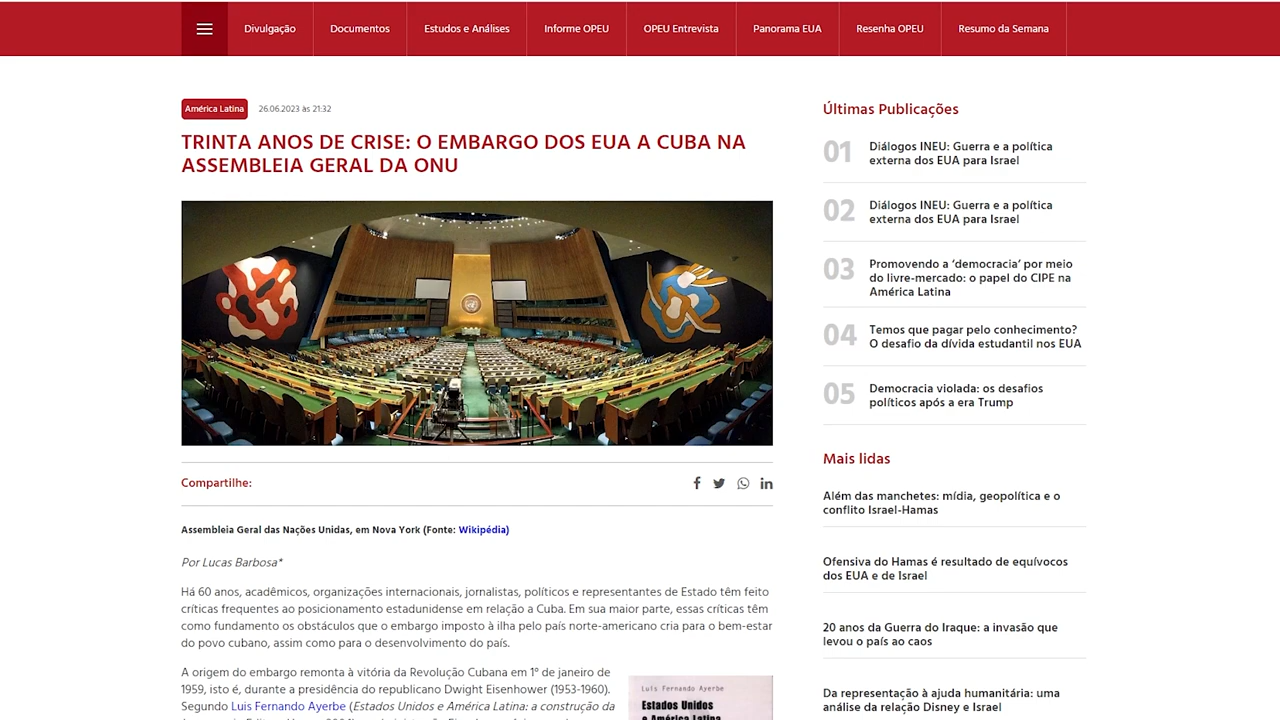 Divulgação
Documentos
Estudos e Análises
Informe OPEU
OPEU Entrevista
Panorama EUA
Resenha OPEU
Resumo da Semana
América Latina
26.06.2023 às 21:32
TRINTA ANOS DE CRISE: O EMBARGO DOS EUA A CUBA NA
ASSEMBLEIA GERAL DA ONU
Compartilhe:
Assembleia Geral das Nações Unidas, em Nova York (Fonte: Wikipédia)
Por Lucas Barbosa*
Há 60 anos, acadêmicos, organizações internacionais, jornalistas, políticos e representantes de Estado têm feito
críticas frequentes ao posicionamento estadunidense em relação a Cuba. Em sua maior parte, essas críticas têm
como fundamento os obstáculos que o embargo imposto à ilha pelo país norte-americano cria para o bem-estar
do povo cubano, assim como para o desenvolvimento do país.
A origem do embargo remonta à vitória da Revolução Cubana em 1º de janeiro de
1959, isto é, durante a presidência do republicano Dwight Eisenhower (1953-1960).
Segundo Luis Fernando Ayerbe (Estados Unidos e América Latina: a construção da
Luis Fernando Ayerbe
Estados Unidos
e América Latina
Últimas Publicações
01
Diálogos INEU: Guerra e a política
externa dos EUA para Israel
02
Diálogos INEU: Guerra e a política
externa dos EUA para Israel
03
Promovendo a ‘democracia’ por meio
do livre-mercado: o papel do CIPE na
América Latina
04
Temos que pagar pelo conhecimento?
O desafio da dívida estudantil nos EUA
05
Democracia violada: os desafios
políticos após a era Trump
Mais lidas
Além das manchetes: mídia, geopolítica e o
conflito Israel-Hamas
Ofensiva do Hamas é resultado de equívocos
dos EUA e de Israel
20 anos da Guerra do Iraque: a invasão que
levou o país ao caos
Da representação à ajuda humanitária: uma
análise da relação Disney e Israel